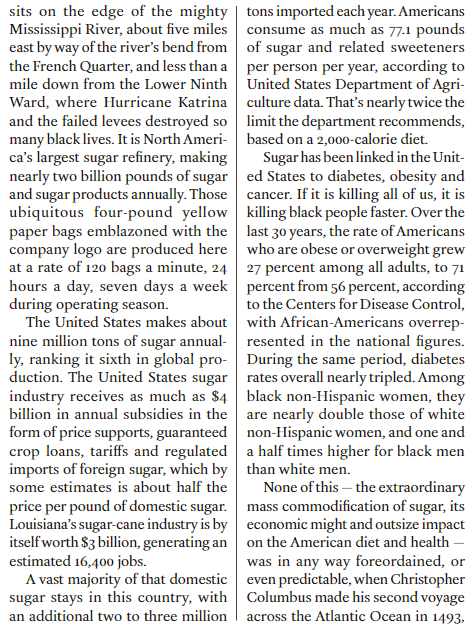 sits on the edge of the mighty
Mississippi River, about five miles
east by way of the river's bend from
the French Quarter, and less than a
mile down from the Lower Ninth
Ward, where Hurricane Katrina
and the failed levees destroyed so
many black lives. It is North Ameri-
ca's largest sugar refinery, making
nearly two billion pounds of sugar
and sugar products annually. Those
ubiquitous four-pound yellow
paper bags emblazoned with the
company logo are produced here
at a rate of 120 bags a minute, 24
hours a day, seven days a week
during operating season.
The United States makes about
nine million tons of sugar annual-
ly, ranking it sixth in global pro-
duction. The United States sugar
industry receives as much as $4
billion in annual subsidies in the
form of price supports, guaranteed
crop loans, tariffs and regulated
imports of foreign sugar, which by
some estimates is about half the
price per pound of domestic sugar.
Louisiana's sugar-cane industry is by
itself worth $3 billion, generating an
estimated 16,400 jobs.
A vast majority of that domestic
sugar stays in this country, with
an additional two to three million
tons imported each year. Americans
consume as much as 77.1 pounds
of sugar and related sweeteners
per person per year, according to
United States Department of Agri-
culture data. That's nearly twice the
limit the department recommends,
based on a 2,000-calorie diet.
Sugar has been linked in the Unit-
ed States to diabetes, obesity and
cancer. If it is killing all of us, it is
killing black people faster. Over the
last 30 years, the rate of Americans
who are obese or overweight grew
27 percent among all adults, to 71
percent from 56 percent, according
to the Centers for Disease Control,
with African-Americans overrep-
resented in the national figures.
During the same period, diabetes
rates overall nearly tripled. Among
black non-Hispanic women, they
are nearly double those of white
non-Hispanic women, and one and
a half times higher for black men
than white men.
None of this — the extraordinary
mass commodification of sugar, its
economic might and outsize impact
on the American diet and health —
was in any way foreordained, or
even predictable, when Christopher
Columbus made his second voyage
across the Atlantic Ocean in 1493,